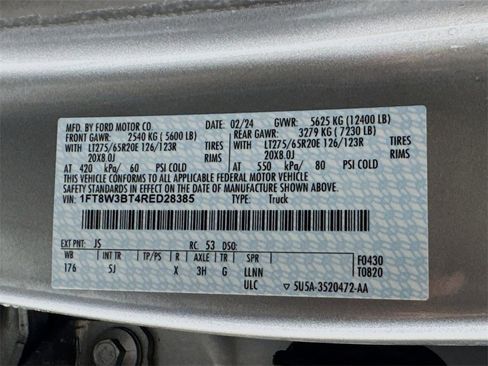 MFD. BY FORD MOTOR CO. 02/24 GVWR: 5625 KG (12400 LB)
FRONT GAWR: 2540 KG (5600 LB) REAR GAWR: 3279 KG (7230 LB)
WITH LT275/65R20E 126/123R TIRES WITH LT275/65R20E 126/123R TIRES
20X8.0J RIMS 20X8.0J RIMS
AT 420 kPa/ 60 PSI COLD AT 550 kPa/ 80 PSI COLD
THIS VEHICLE CONFORMS TO ALL APPLICABLE FEDERAL MOTOR VEHICLE
SAFETY, BUMPER, AND THEFT PREVENTION STANDARDS IN EFFECT ON THE DATE OF
MANUFACTURE SHOWN ABOVE.
VIN: 1FT8W3BT4RED28385 TYPE: Truck
EXT PNT: JS RC: 53 DSO:
WB INT TR TP/PS R AXLE TR SPR F0430
176 5J X 3H G LLNN T0820
ULC 5U5A-3520472-AA